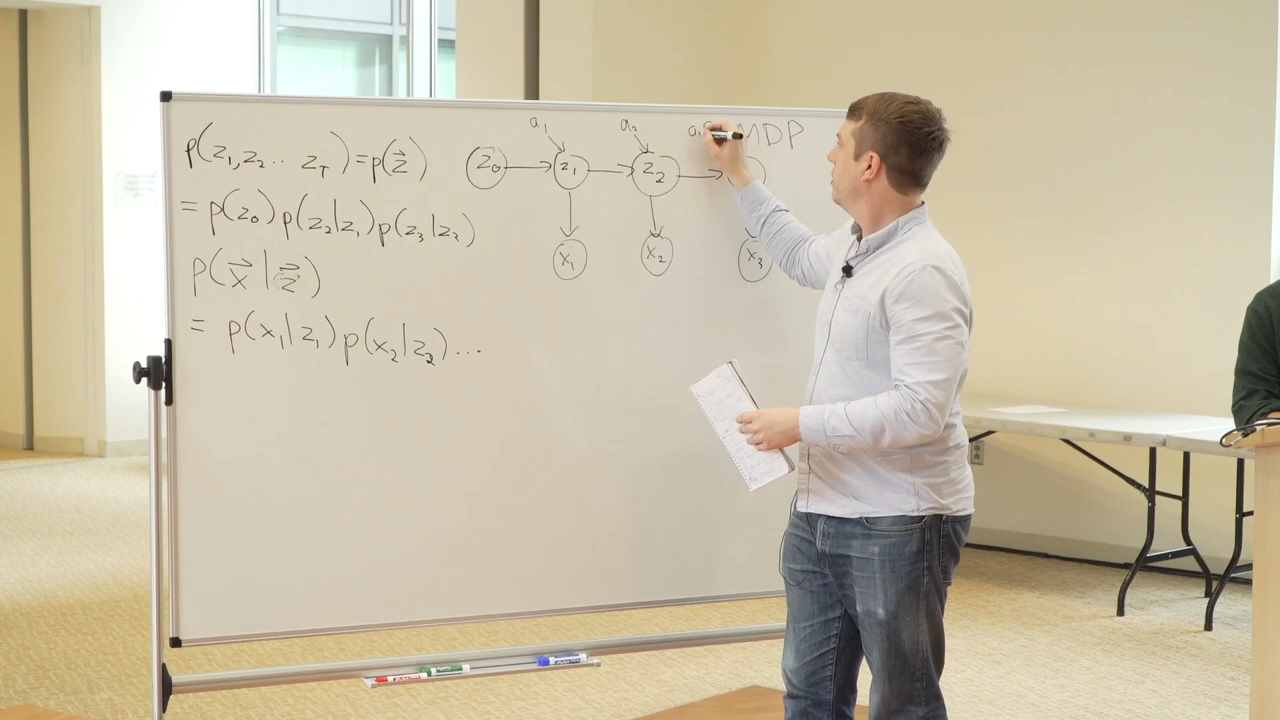 p(z₁,z₂.. z_T)=p(z⃗)
= p(z₀)p(z₂|z₁)p(z₃|z₂)
p(x⃗|z⃗)
= p(x₁|z₁)p(x₂|z₂)...
a₁ a₂ MDP
z₀ z₁ z₂
x₁ x₂ x₃